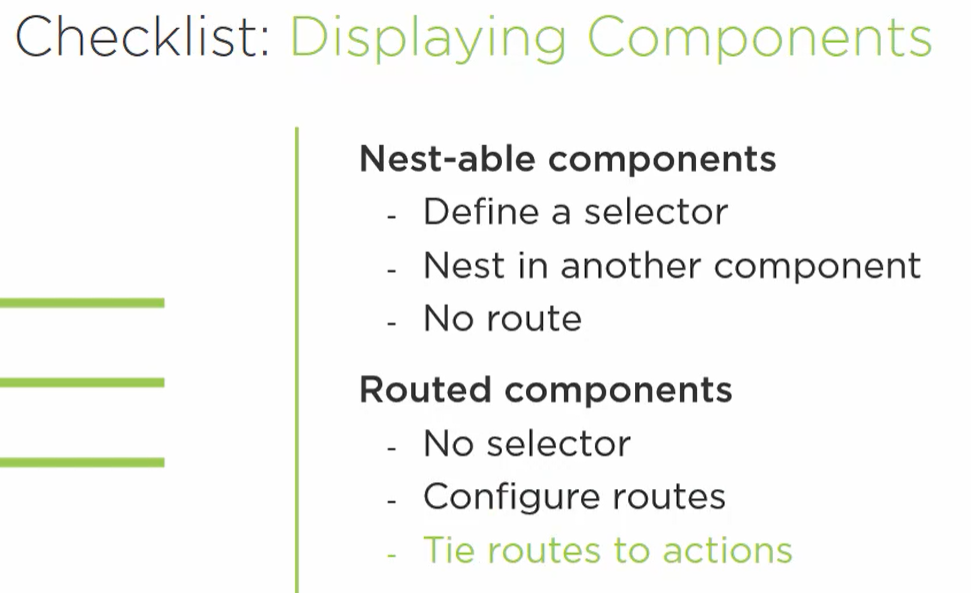 Checklist: Displaying Components
Nest-able components
- Define a selector
- Nest in another component
- No route
Routed components
- No selector
- Configure routes
- Tie routes to actions